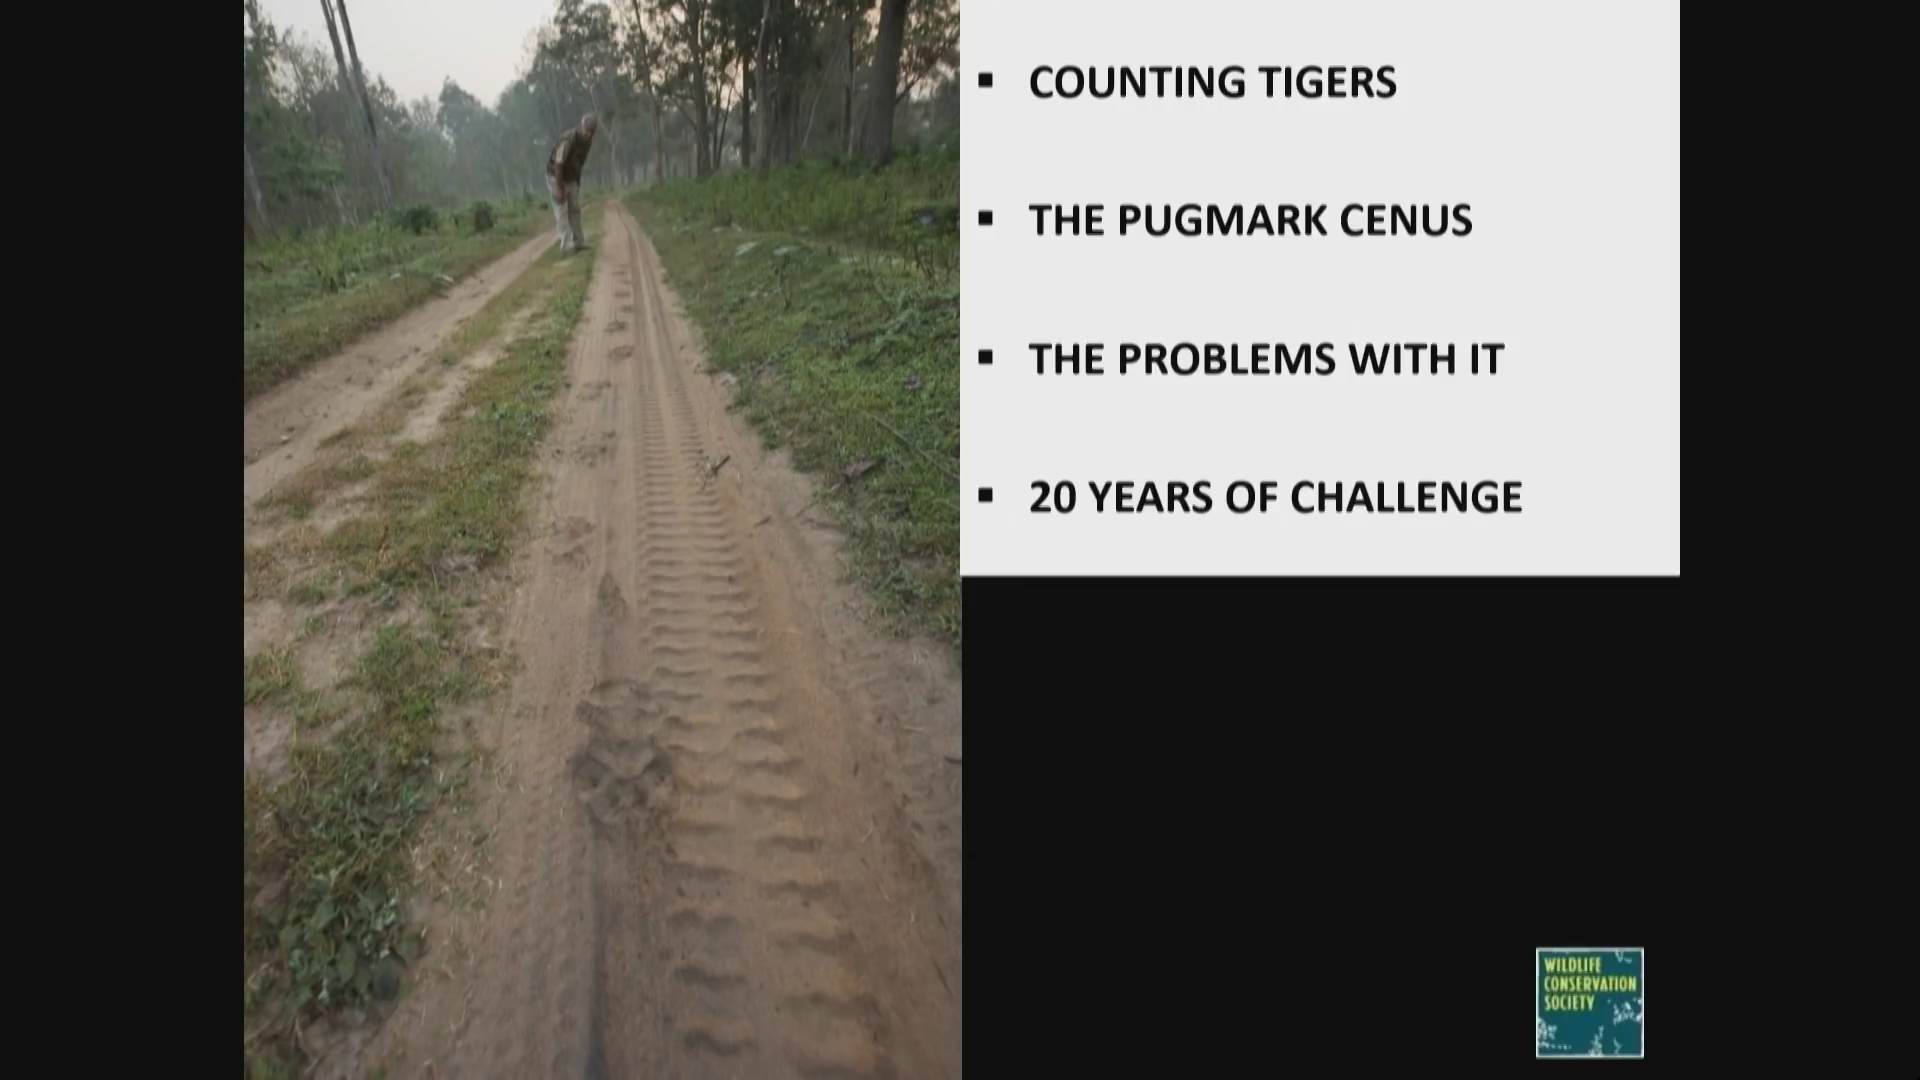 ▪ COUNTING TIGERS
▪ THE PUGMARK CENUS
▪ THE PROBLEMS WITH IT
▪ 20 YEARS OF CHALLENGE
WILDLIFE
CONSERVATION
SOCIETY